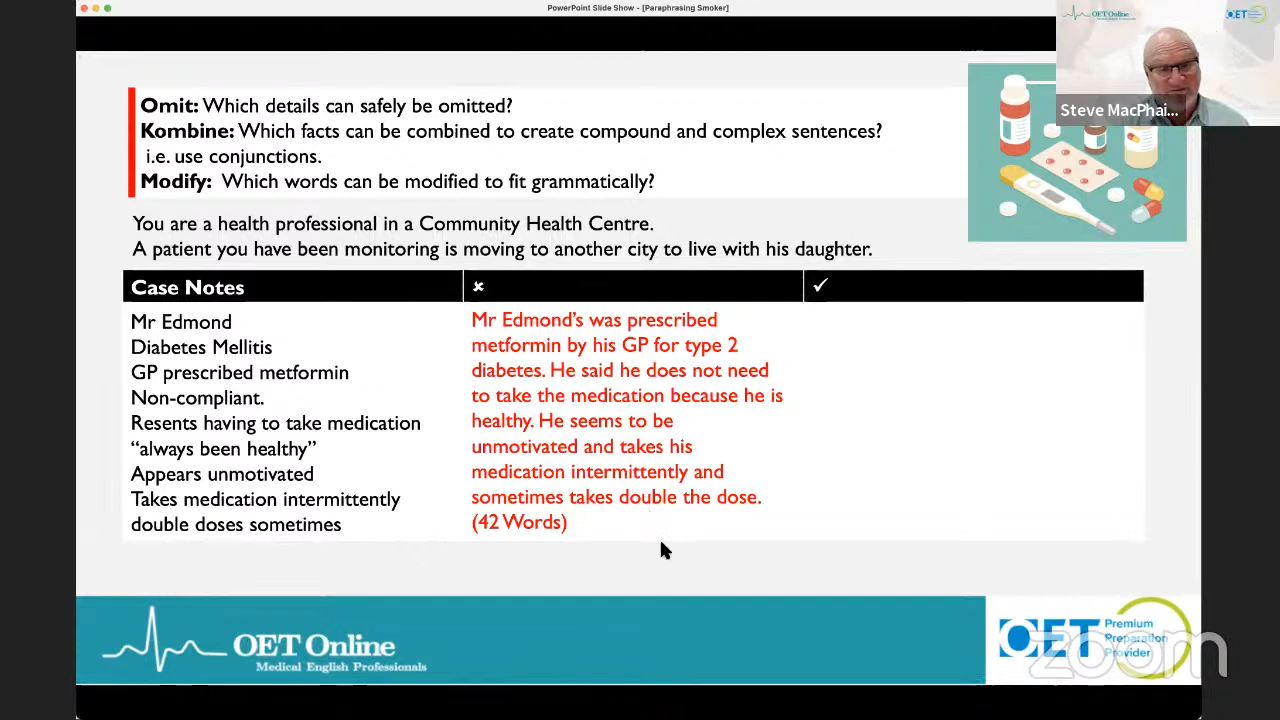 PowerPoint Slide Show - [Paraphrasing Smoker]
OET Online
OET
Steve MacPhai...
Omit: Which details can safely be omitted?
Kombine: Which facts can be combined to create compound and complex sentences?
i.e. use conjunctions.
Modify: Which words can be modified to fit grammatically?
You are a health professional in a Community Health Centre.
A patient you have been monitoring is moving to another city to live with his daughter.
Case Notes
Mr Edmond
Diabetes Mellitis
GP prescribed metformin
Non-compliant.
Resents having to take medication
“always been healthy”
Appears unmotivated
Takes medication intermittently
double doses sometimes
✖
Mr Edmond’s was prescribed
metformin by his GP for type 2
diabetes. He said he does not need
to take the medication because he is
healthy. He seems to be
unmotivated and takes his
medication intermittently and
sometimes takes double the dose.
(42 Words)
✓
OET Online
Medical English Professionals
OET
Premium
Preparation
Provider
zoom